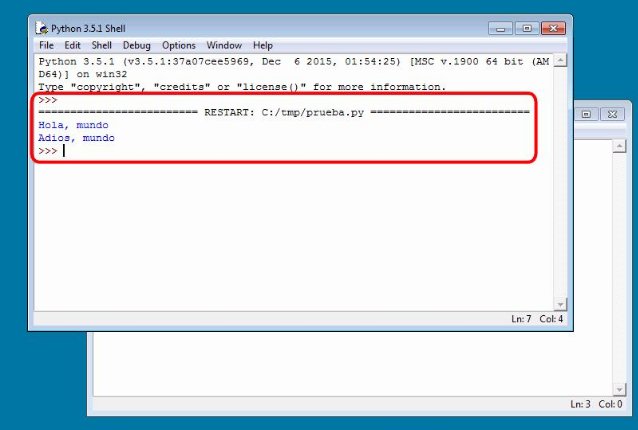 Python 3.5.1 Shell
File Edit Shell Debug Options Window Help
Python 3.5.1 (v3.5.1:37a07cee5969, Dec  6 2015, 01:54:25) [MSC v.1900 64 bit (AM
D64)] on win32
Type "copyright", "credits" or "license()" for more information.
>>>
========================= RESTART: C:/tmp/prueba.py =========================
Hola, mundo
Adios, mundo
>>>
Ln: 7 Col: 4
Ln: 3 Col: 0